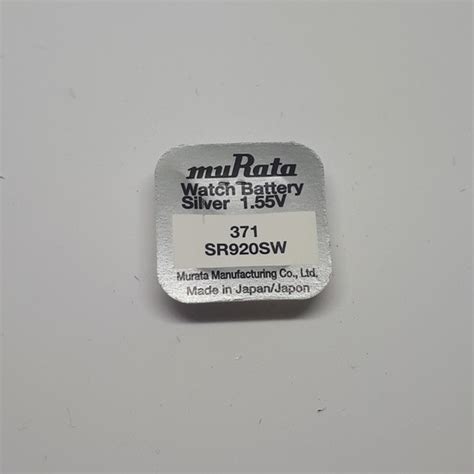 muRata
Watch Battery
Silver 1.55V
371
SR920SW
Murata Manufacturing Co., Ltd.
Made in Japan/Japon